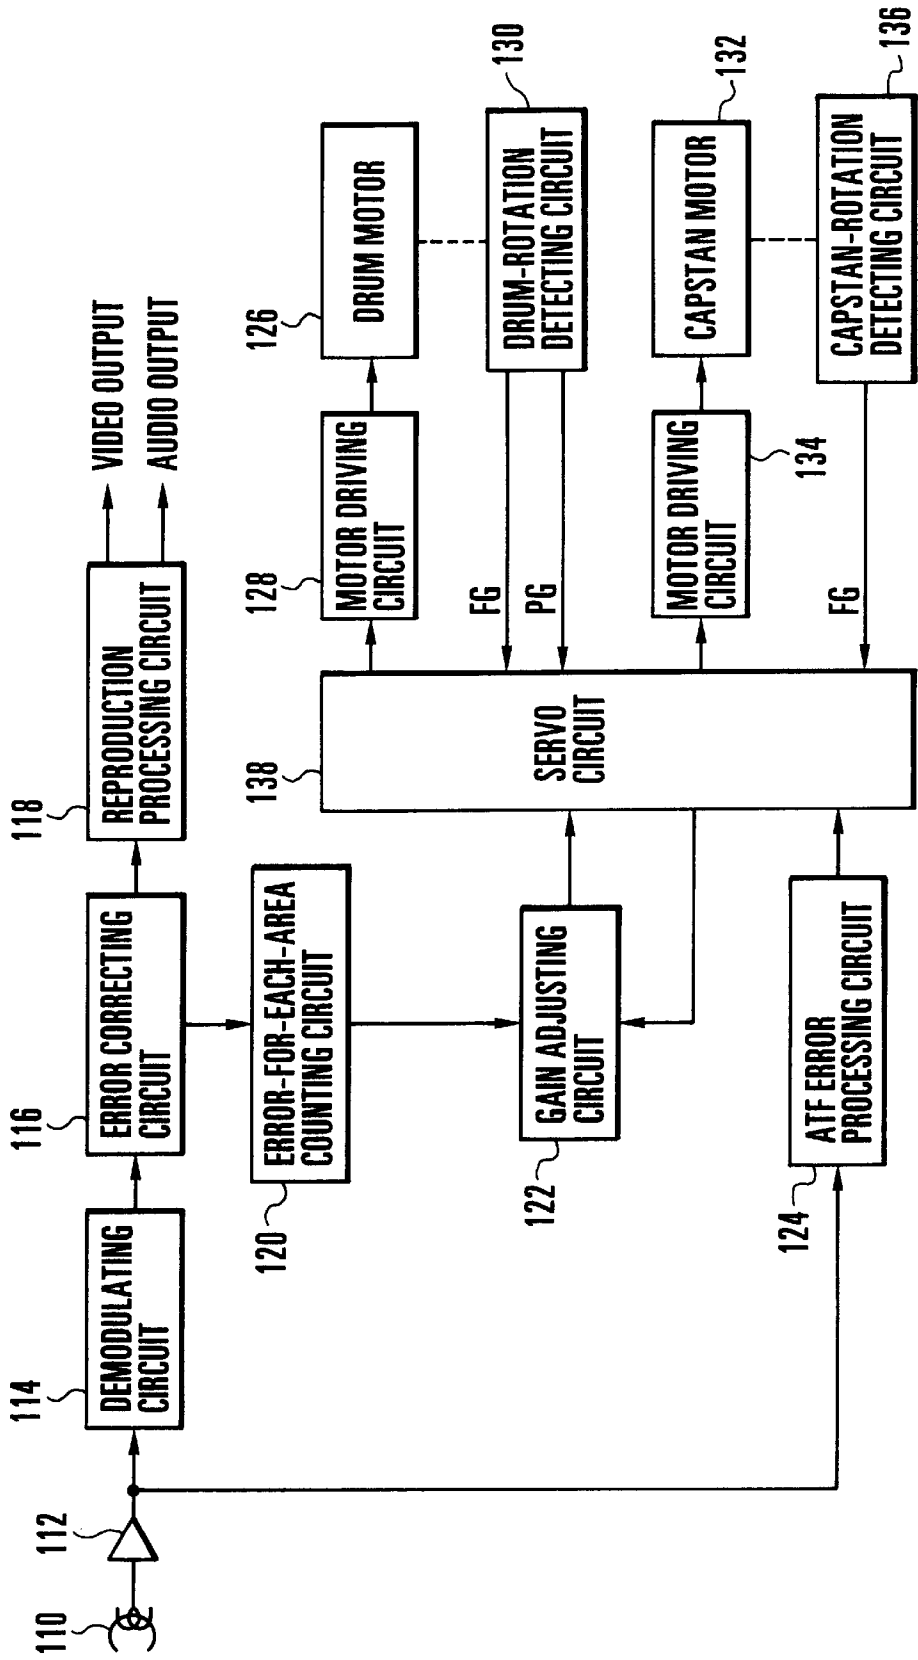 110
112
114
DEMODULATING
CIRCUIT
116
ERROR CORRECTING
CIRCUIT
118
REPRODUCTION
PROCESSING CIRCUIT
VIDEO OUTPUT
AUDIO OUTPUT
120
ERROR-FOR-EACH-AREA
COUNTING CIRCUIT
122
GAIN ADJUSTING
CIRCUIT
124
ATF ERROR
PROCESSING CIRCUIT
138
SERVO
CIRCUIT
128
MOTOR DRIVING
CIRCUIT
126
DRUM MOTOR
FG
PG
DRUM-ROTATION
DETECTING CIRCUIT
130
MOTOR DRIVING
CIRCUIT
134
CAPSTAN MOTOR
132
FG
CAPSTAN-ROTATION
DETECTING CIRCUIT
136